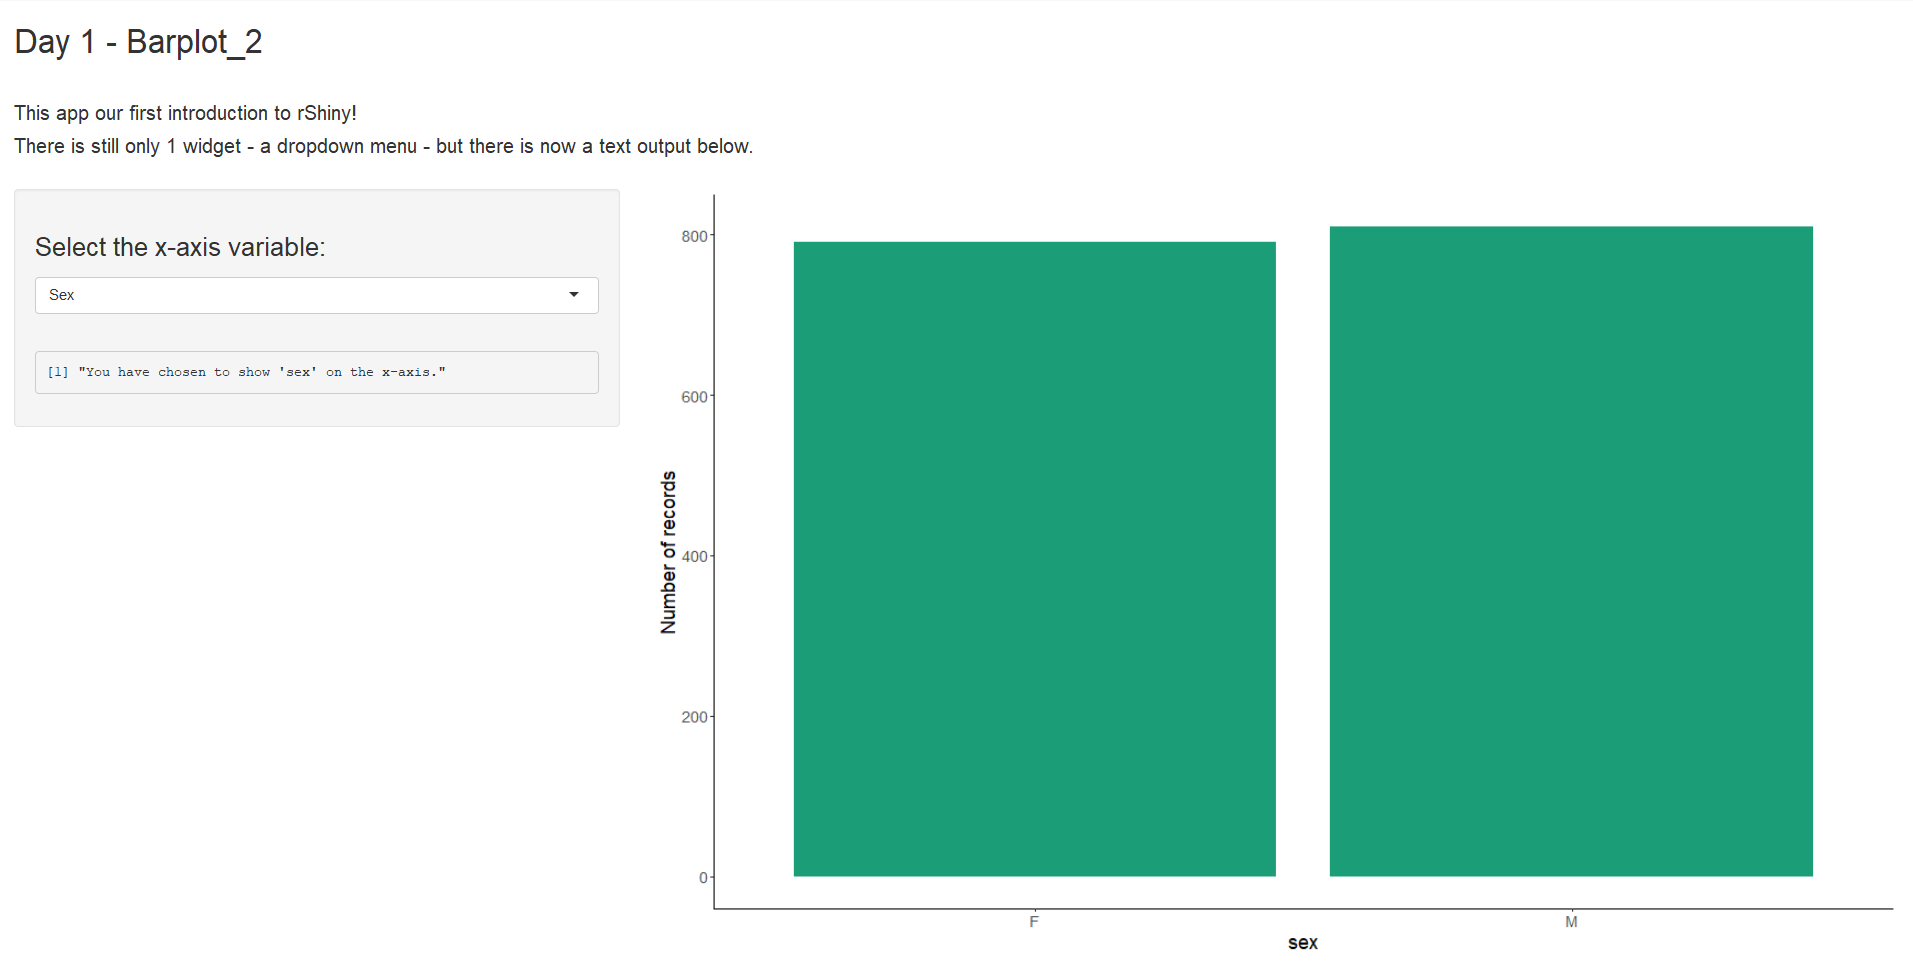 Day 1 - Barplot_2
This app our first introduction to rShiny!
There is still only 1 widget - a dropdown menu - but there is now a text output below.
Select the x-axis variable:
Sex
[1] "You have chosen to show 'sex' on the x-axis."
Number of records
800
600
400
200
0
F M
sex